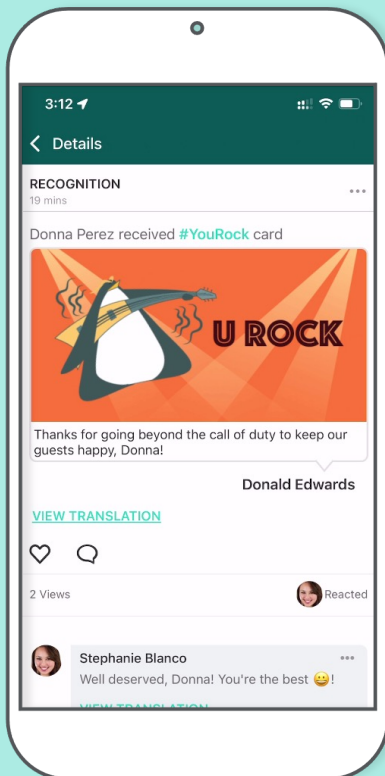 3:12
Details
RECOGNITION
19 mins
Donna Perez received #YouRock card
U ROCK
Thanks for going beyond the call of duty to keep our
guests happy, Donna!
Donald Edwards
VIEW TRANSLATION
2 Views
Reacted
Stephanie Blanco
Well deserved, Donna! You're the best 😀!
VIEW TRANSLATION